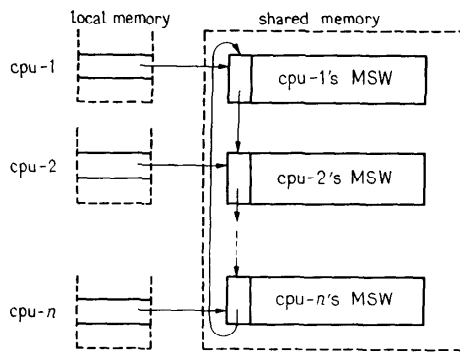 local memory
shared memory
cpu-1
cpu-1's MSW
cpu-2
cpu-2's MSW
cpu-n
cpu-n's MSW